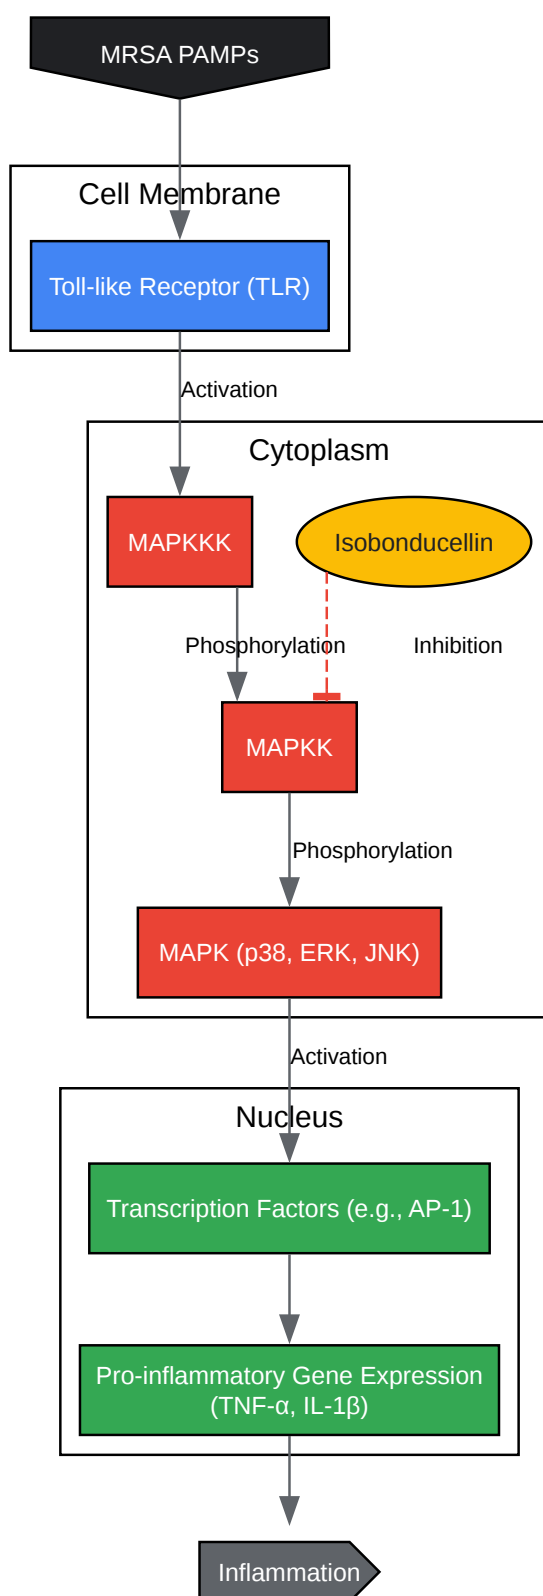 MRSA PAMPs
Cell Membrane
Toll-like Receptor (TLR)
Activation
Cytoplasm
MAPKKK
Isobonducellin
Phosphorylation
Inhibition
MAPKK
Phosphorylation
MAPK (p38, ERK, JNK)
Activation
Nucleus
Transcription Factors (e.g., AP-1)
Pro-inflammatory Gene Expression
(TNF-α, IL-1β)
Inflammation